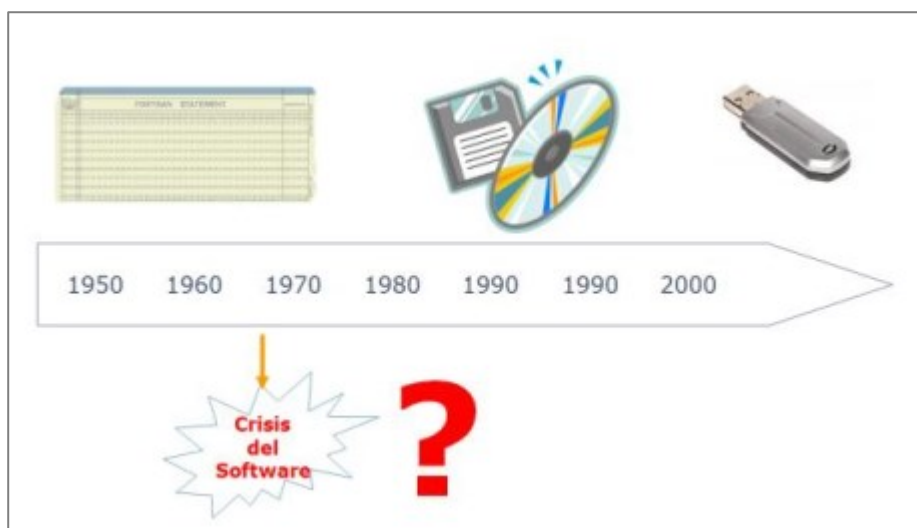 FORTRAN STATEMENT
1950 1960 1970 1980 1990 1990 2000
Crisis
del
Software
?